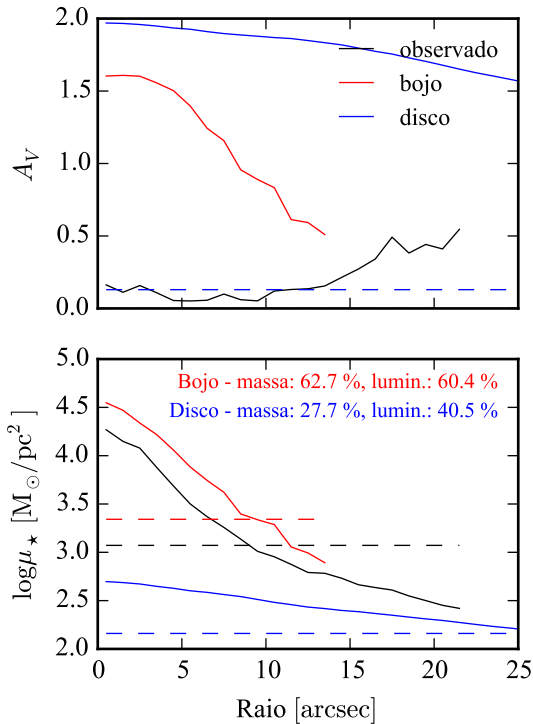 2.0
1.5
1.0
0.5
0.0
A_V
observado
bojo
disco
5.0
4.5
4.0
3.5
3.0
2.5
2.0
logμ⋆ [M⊙/pc²]
Bojo - massa: 62.7 %, lumin.: 60.4 %
Disco - massa: 27.7 %, lumin.: 40.5 %
0 5 10 15 20 25
Raio [arcsec]